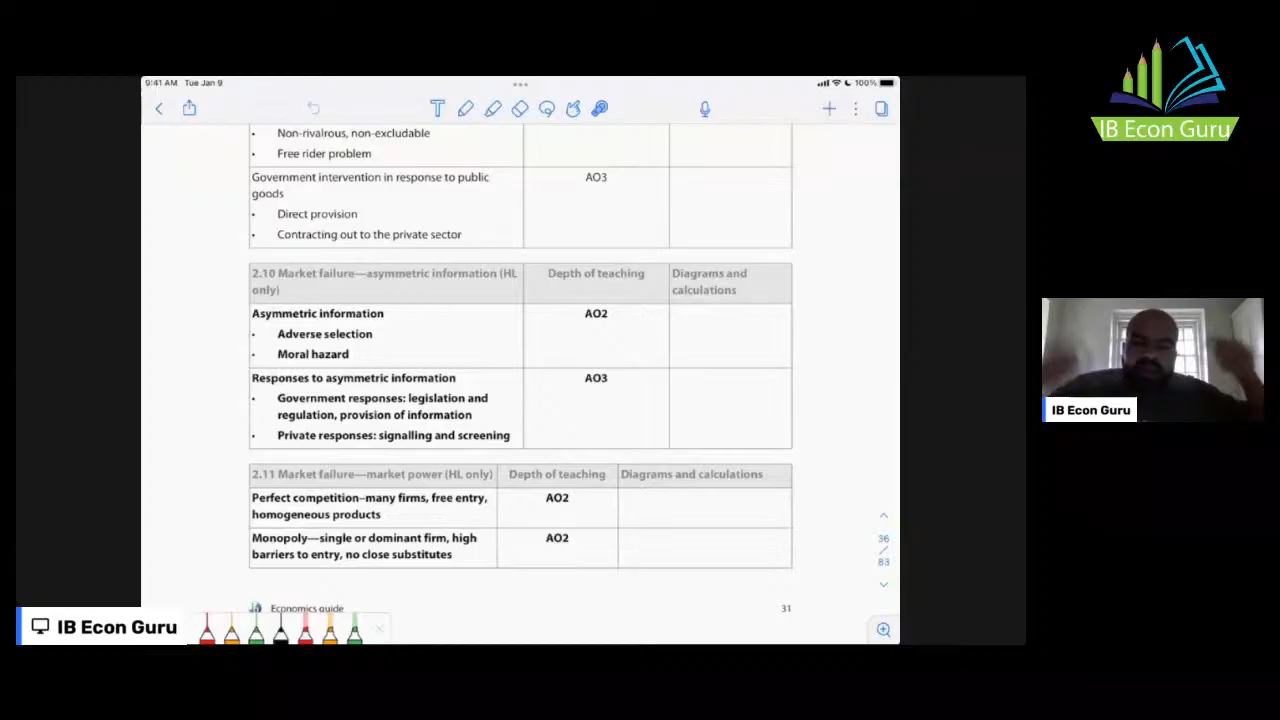 9:41 AM Tue Jan 9
100%
IB Econ Guru
• Non-rivalrous, non-excludable
• Free rider problem
Government intervention in response to public
goods
AO3
• Direct provision
• Contracting out to the private sector
2.10 Market failure—asymmetric information (HL
only)
Depth of teaching
Diagrams and
calculations
Asymmetric information
AO2
• Adverse selection
• Moral hazard
Responses to asymmetric information
AO3
• Government responses: legislation and
regulation, provision of information
• Private responses: signalling and screening
2.11 Market failure—market power (HL only)
Depth of teaching
Diagrams and calculations
Perfect competition–many firms, free entry,
homogeneous products
AO2
Monopoly—single or dominant firm, high
barriers to entry, no close substitutes
AO2
36
/
83
Economics guide
31
IB Econ Guru
IB Econ Guru